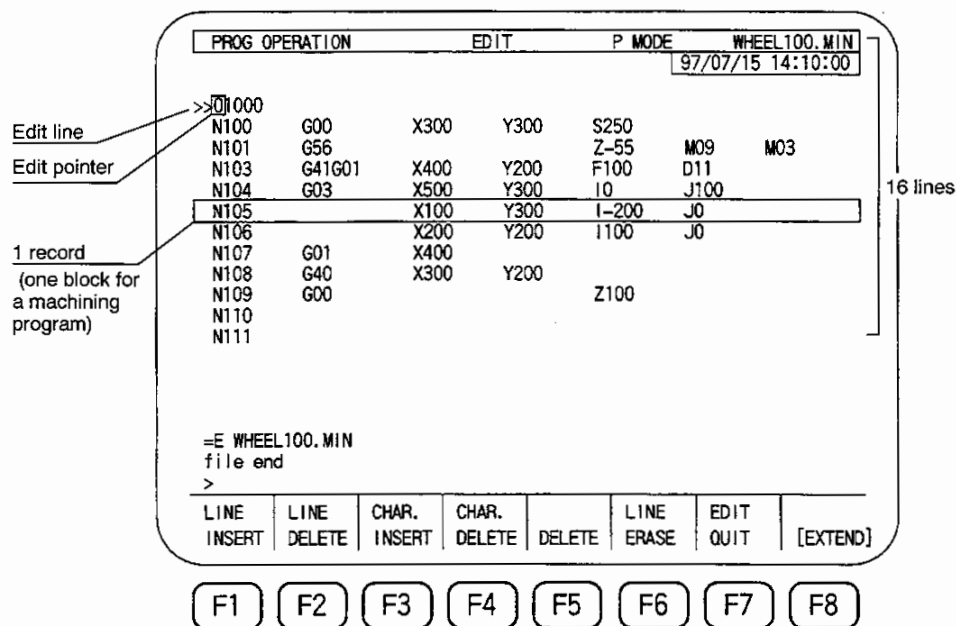 PROG OPERATION EDIT P MODE WHEEL100.MIN
97/07/15 14:10:00
>>O1000
N100 G00 X300 Y300 S250
N101 G56 Z-55 M09 M03
N103 G41G01 X400 Y200 F100 D11
N104 G03 X500 Y300 I0 J100
N105 X100 Y300 I-200 J0
N106 X200 Y200 I100 J0
N107 G01 X400
N108 G40 X300 Y200
N109 G00 Z100
N110
N111
Edit line
Edit pointer
1 record
(one block for
a machining
program)
16 lines
=E WHEEL100.MIN
file end
>
LINE INSERT
LINE DELETE
CHAR. INSERT
CHAR. DELETE
DELETE
LINE ERASE
EDIT QUIT
[EXTEND]
F1 F2 F3 F4 F5 F6 F7 F8